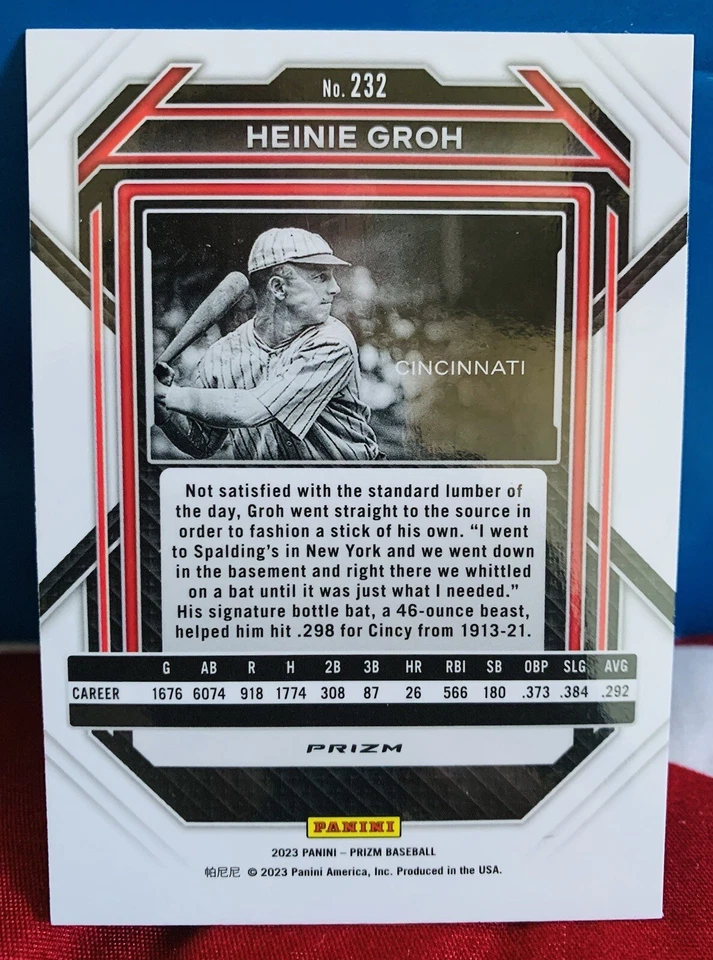 No. 232
HEINIE GROH
CINCINNATI
Not satisfied with the standard lumber of
the day, Groh went straight to the source in
order to fashion a stick of his own. “I went
to Spalding's in New York and we went down
in the basement and right there we whittled
on a bat until it was just what I needed.”
His signature bottle bat, a 46-ounce beast,
helped him hit .298 for Cincy from 1913-21.
G AB R H 2B 3B HR RBI SB OBP SLG AVG
CAREER 1676 6074 918 1774 308 87 26 566 180 .373 .384 .292
PRIZM
PANINI
2023 PANINI – PRIZM BASEBALL
帕尼尼 © 2023 Panini America, Inc. Produced in the USA.